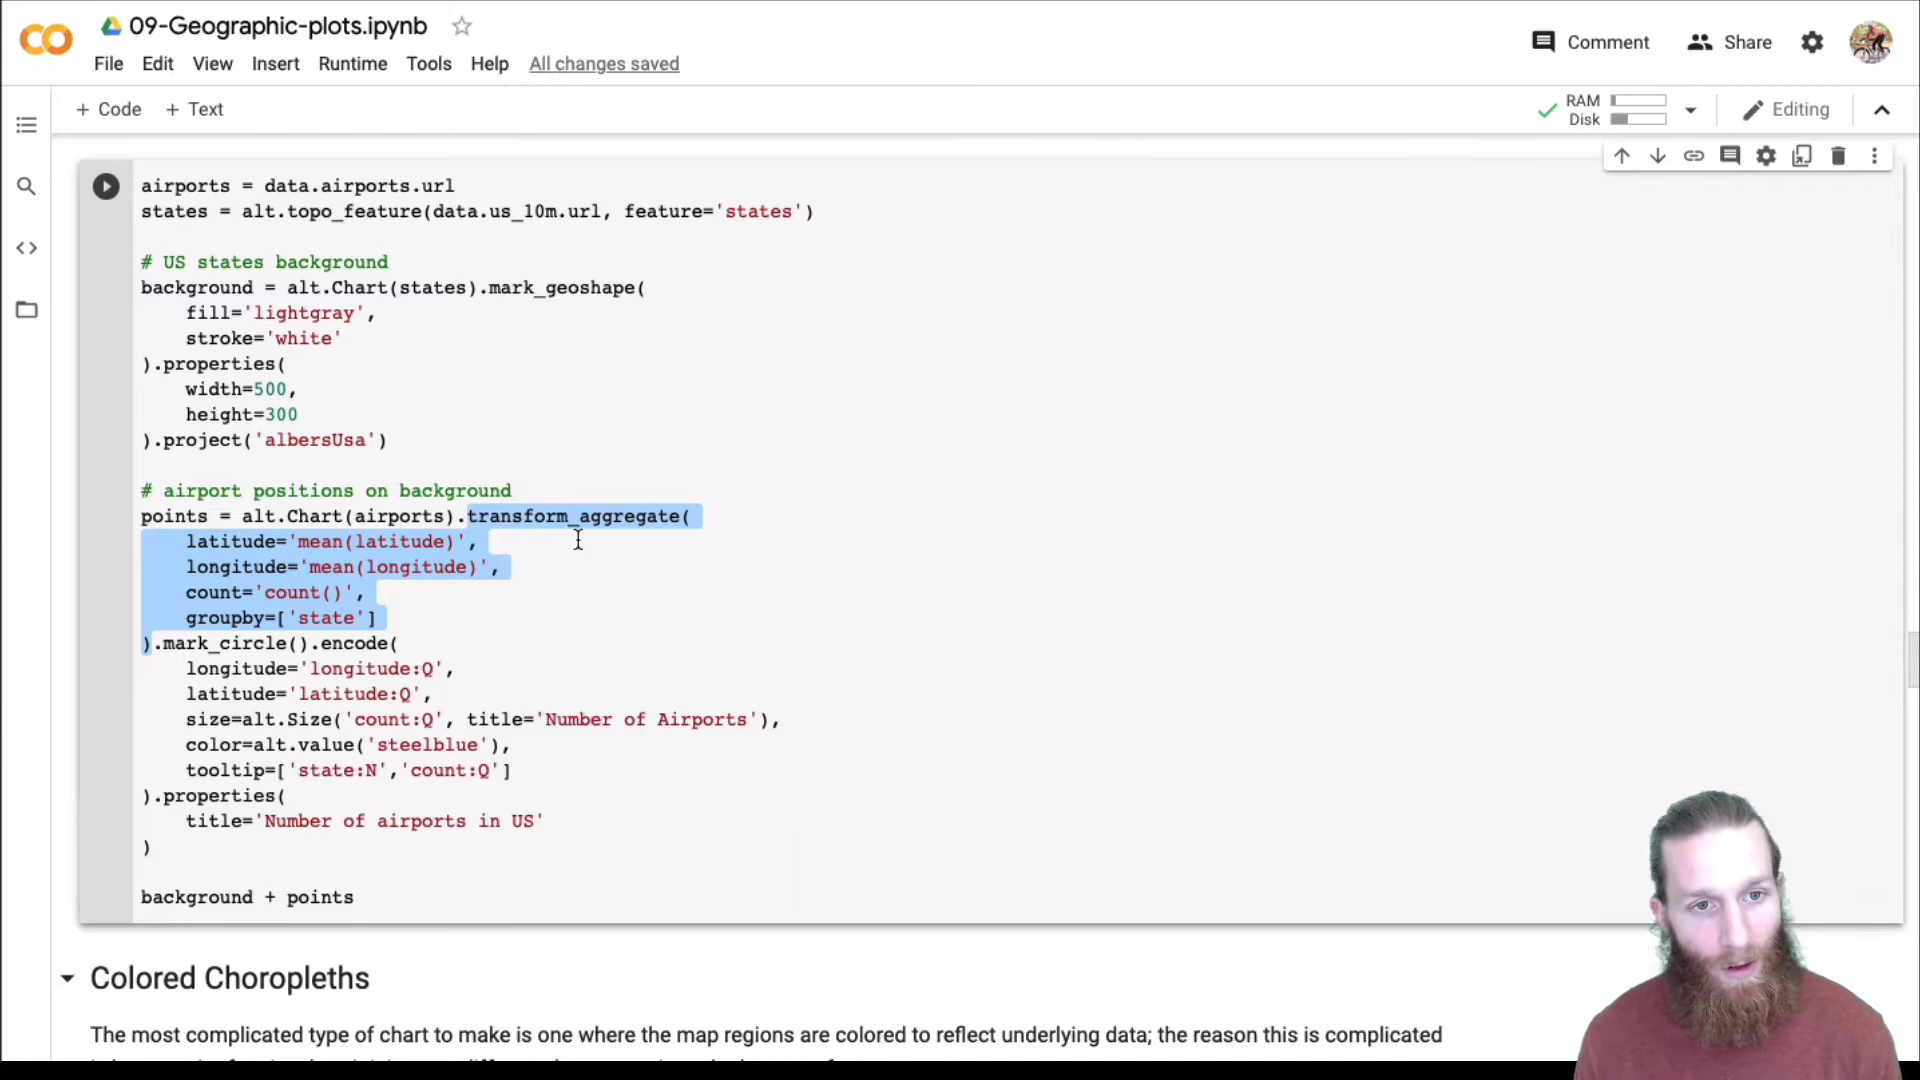 09-Geographic-plots.ipynb
File Edit View Insert Runtime Tools Help All changes saved
Comment Share
+ Code + Text
RAM
Disk
Editing
airports = data.airports.url
states = alt.topo_feature(data.us_10m.url, feature='states')
# US states background
background = alt.Chart(states).mark_geoshape(
    fill='lightgray',
    stroke='white'
).properties(
    width=500,
    height=300
).project('albersUsa')
# airport positions on background
points = alt.Chart(airports).transform_aggregate(
    latitude='mean(latitude)',
    longitude='mean(longitude)',
    count='count()',
    groupby=['state']
).mark_circle().encode(
    longitude='longitude:Q',
    latitude='latitude:Q',
    size=alt.Size('count:Q', title='Number of Airports'),
    color=alt.value('steelblue'),
    tooltip=['state:N','count:Q']
).properties(
    title='Number of airports in US'
)
background + points
Colored Choropleths
The most complicated type of chart to make is one where the map regions are colored to reflect underlying data; the reason this is complicated